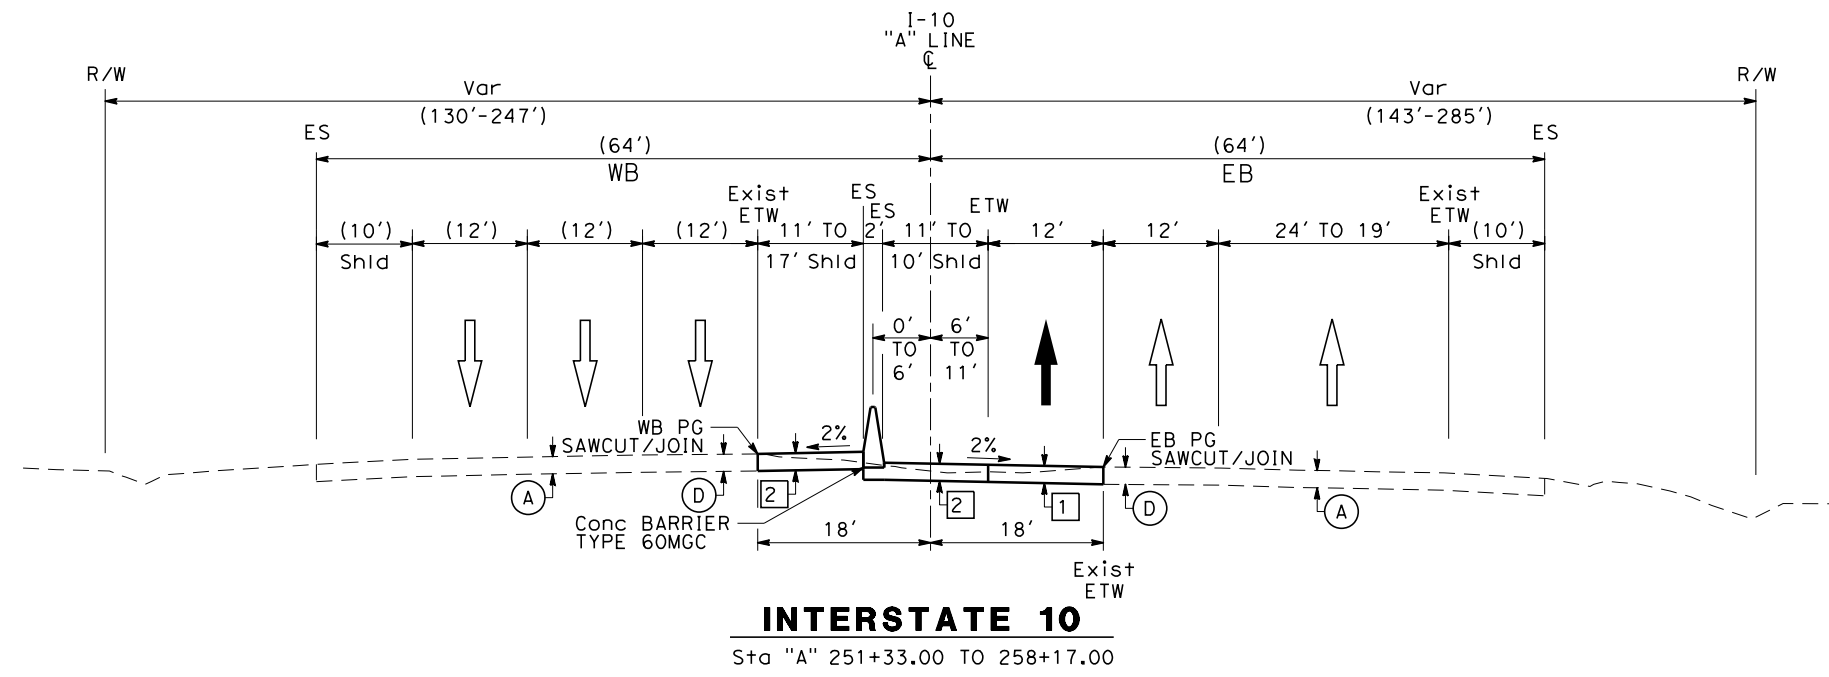 I-10
"A" LINE
℄
R/W
R/W
Var
Var
(130'-247')
(143'-285')
ES
ES
(64')
(64')
WB
EB
Exist
ETW
ES
ES
ETW
Exist
ETW
(10')
(12')
(12')
(12')
11' TO
2'
11' TO
12'
12'
24' TO 19'
(10')
Shld
17' Shld
10' Shld
Shld
0'
TO
6'
6'
TO
11'
WB PG
SAWCUT/JOIN
2%
2%
EB PG
SAWCUT/JOIN
A
D
2
2
1
D
A
Conc BARRIER
TYPE 60MGC
18'
18'
Exist
ETW
INTERSTATE 10
Sta "A" 251+33.00 TO 258+17.00